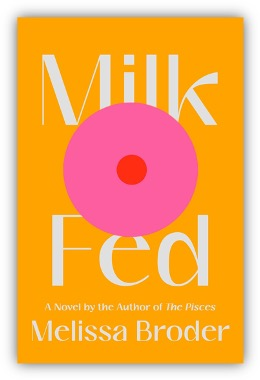 Milk
Fed
A Novel by the Author of The Pisces
Melissa Broder